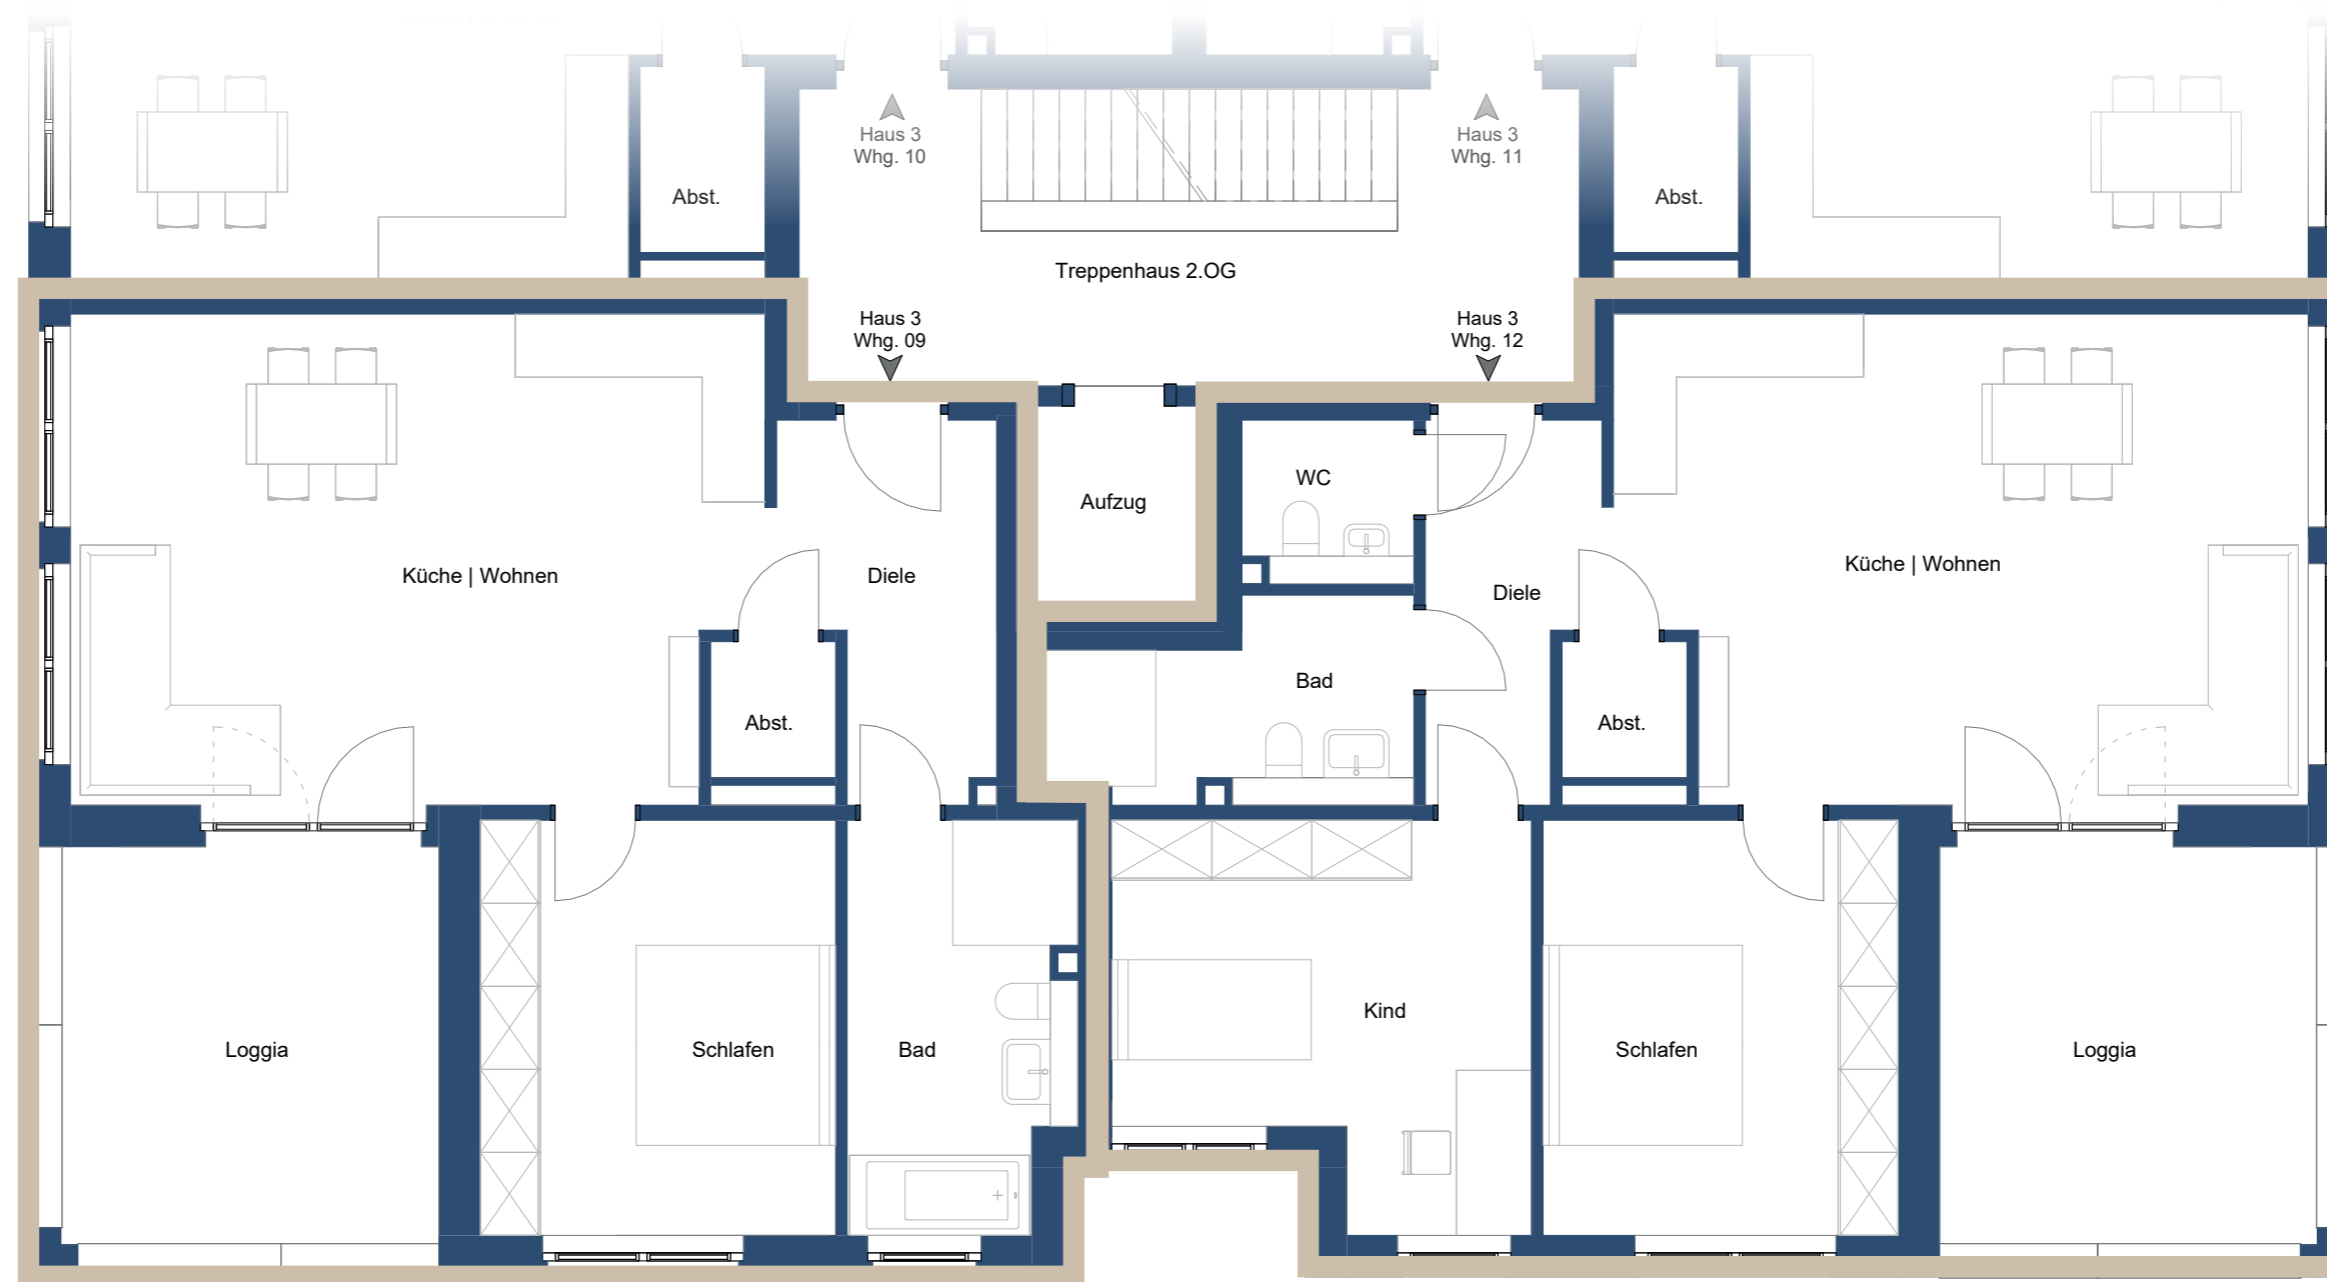 Haus 3
Whg. 10
Haus 3
Whg. 11
Abst.
Abst.
Treppenhaus 2.OG
Haus 3
Whg. 09
Haus 3
Whg. 12
WC
Aufzug
Küche | Wohnen
Diele
Diele
Küche | Wohnen
Bad
Abst.
Abst.
Kind
Loggia
Schlafen
Bad
Schlafen
Loggia